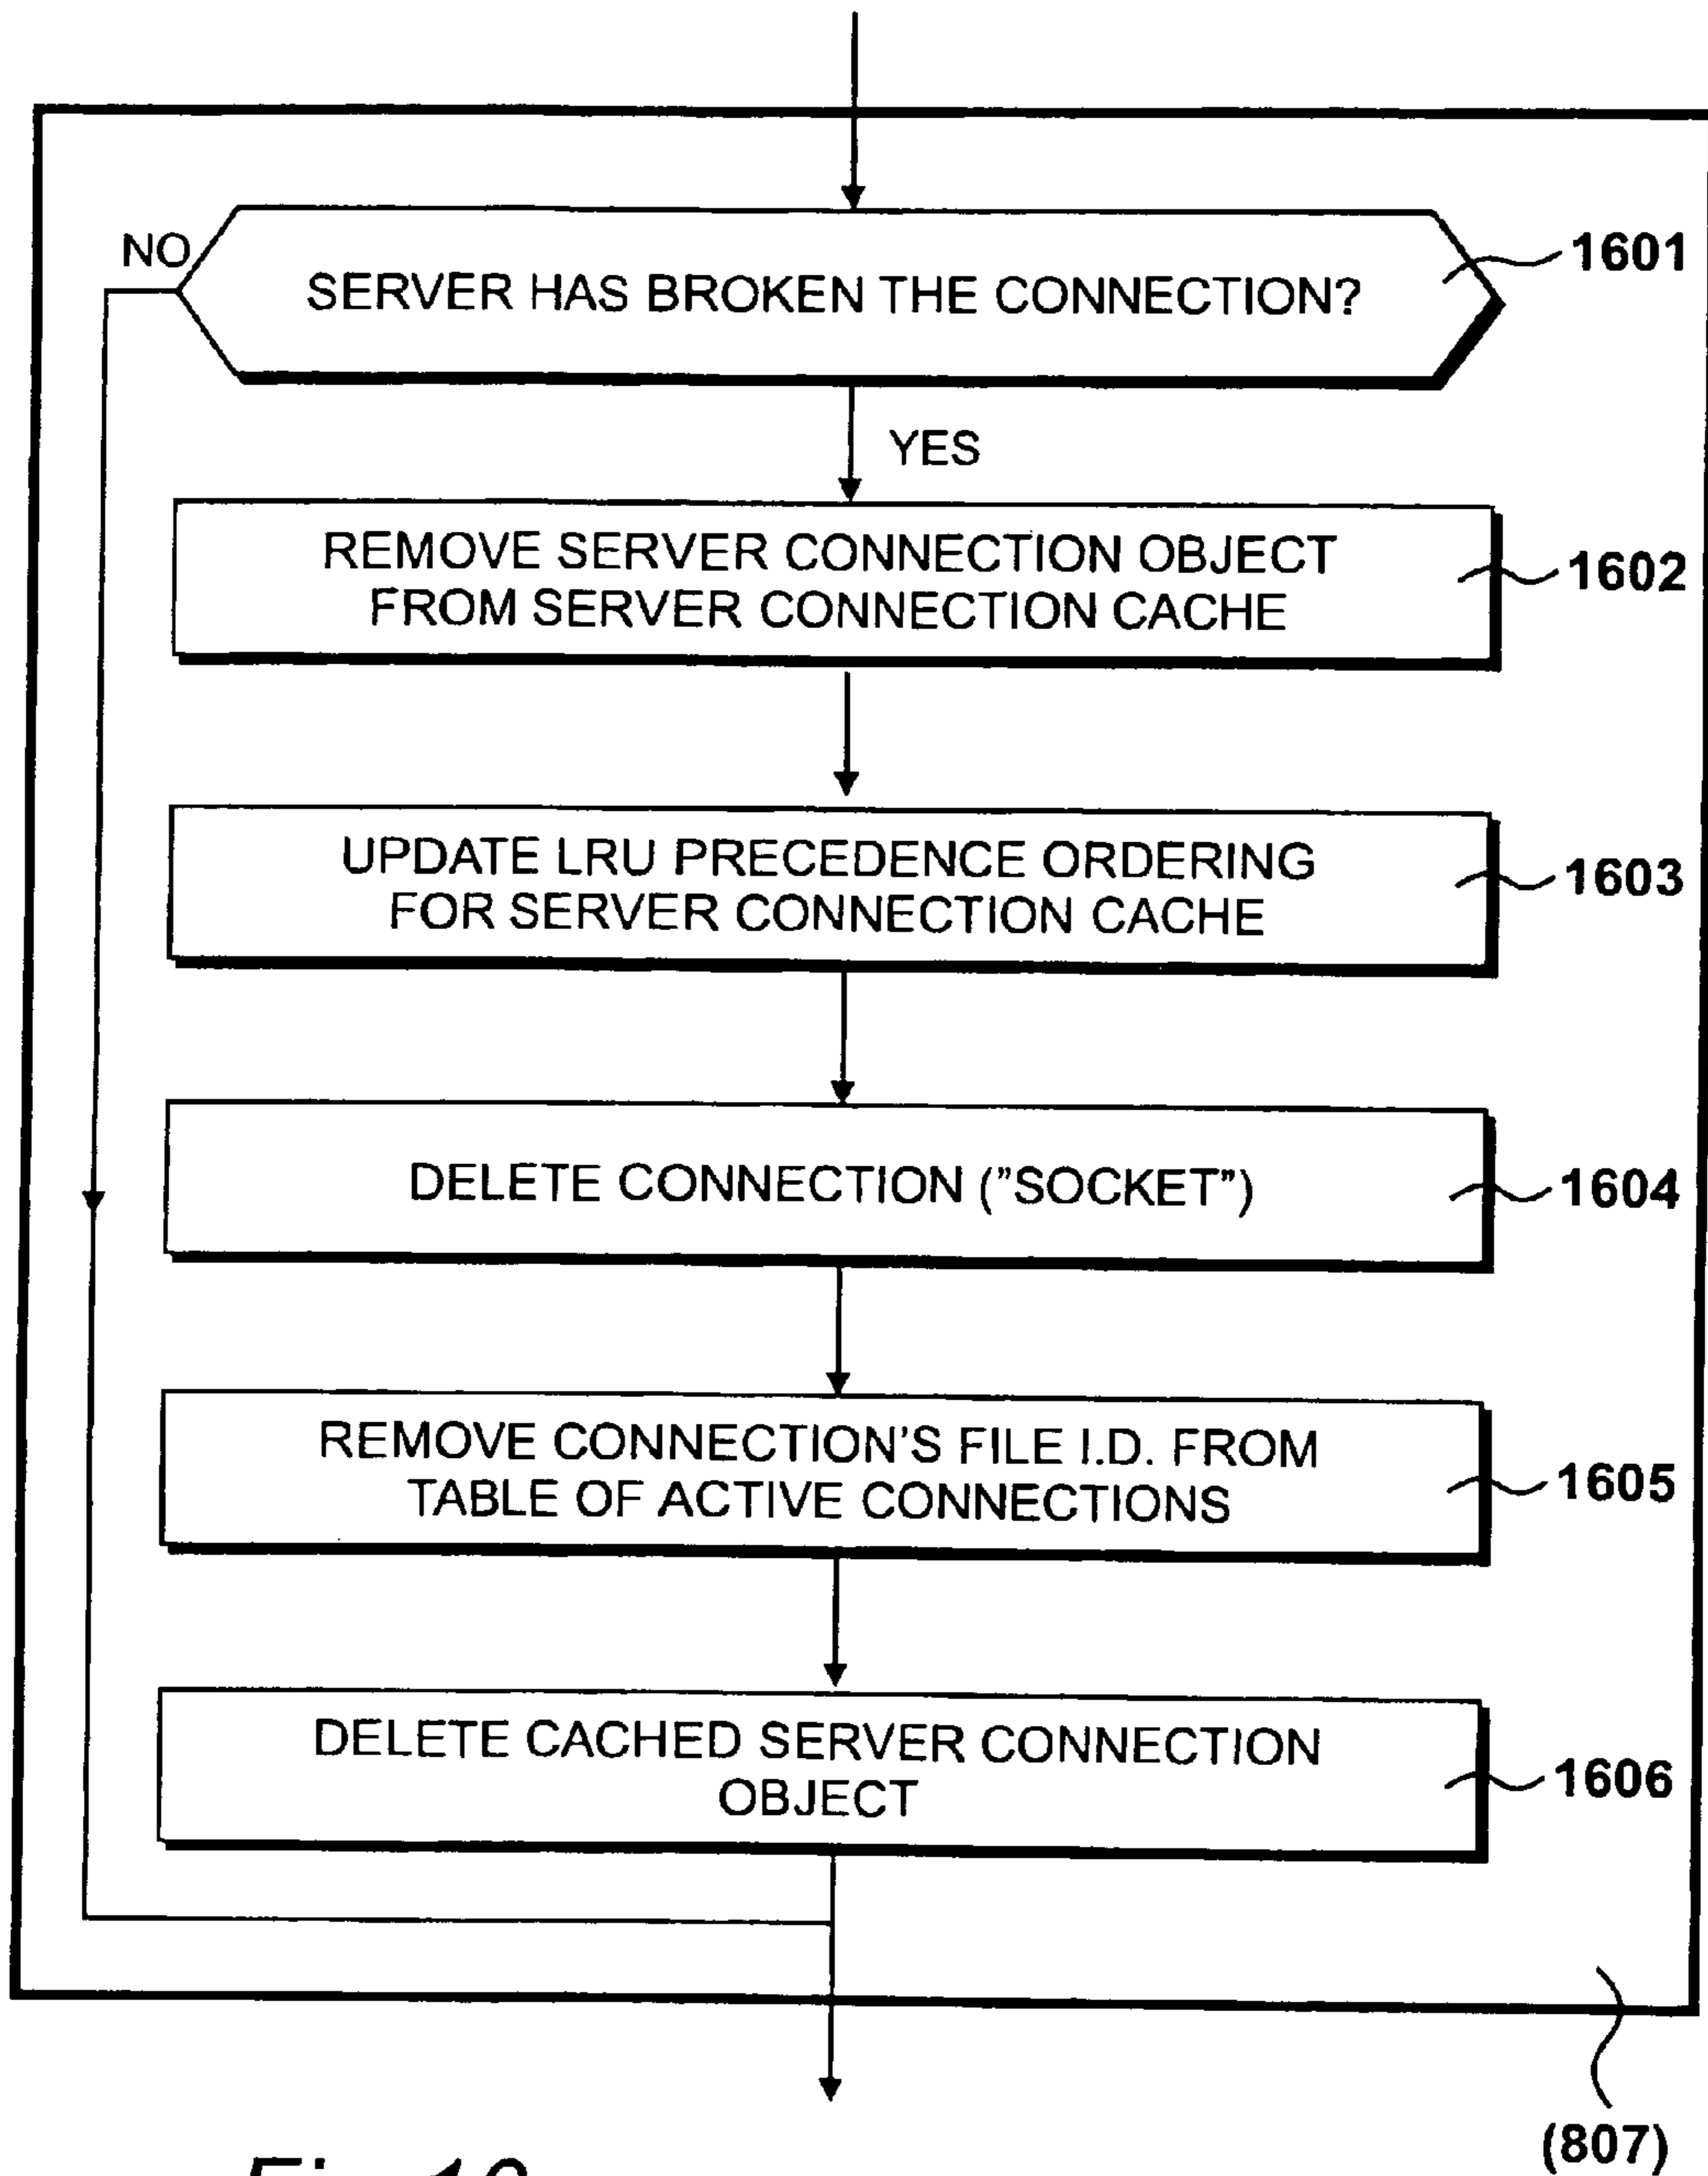 NO
SERVER HAS BROKEN THE CONNECTION?
1601
YES
REMOVE SERVER CONNECTION OBJECT
FROM SERVER CONNECTION CACHE
1602
UPDATE LRU PRECEDENCE ORDERING
FOR SERVER CONNECTION CACHE
1603
DELETE CONNECTION ("SOCKET")
1604
REMOVE CONNECTION'S FILE I.D. FROM
TABLE OF ACTIVE CONNECTIONS
1605
DELETE CACHED SERVER CONNECTION
OBJECT
1606
(807)